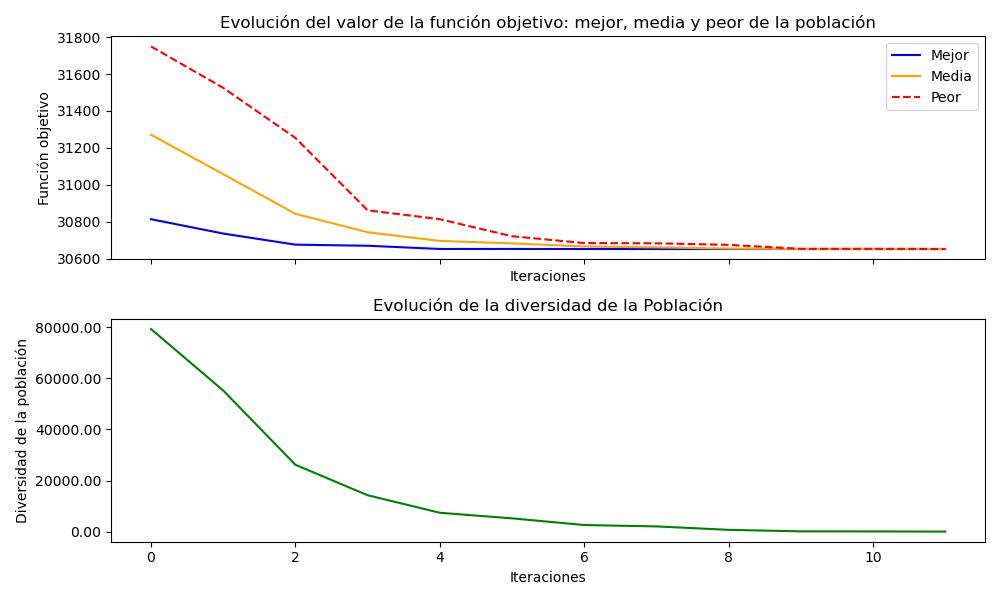 Evolución del valor de la función objetivo: mejor, media y peor de la población
31800
31600
31400
31200
31000
30800
30600
Función objetivo
Mejor
Media
Peor
Iteraciones
Evolución de la diversidad de la Población
80000.00
60000.00
40000.00
20000.00
0.00
Diversidad de la población
0 2 4 6 8 10
Iteraciones